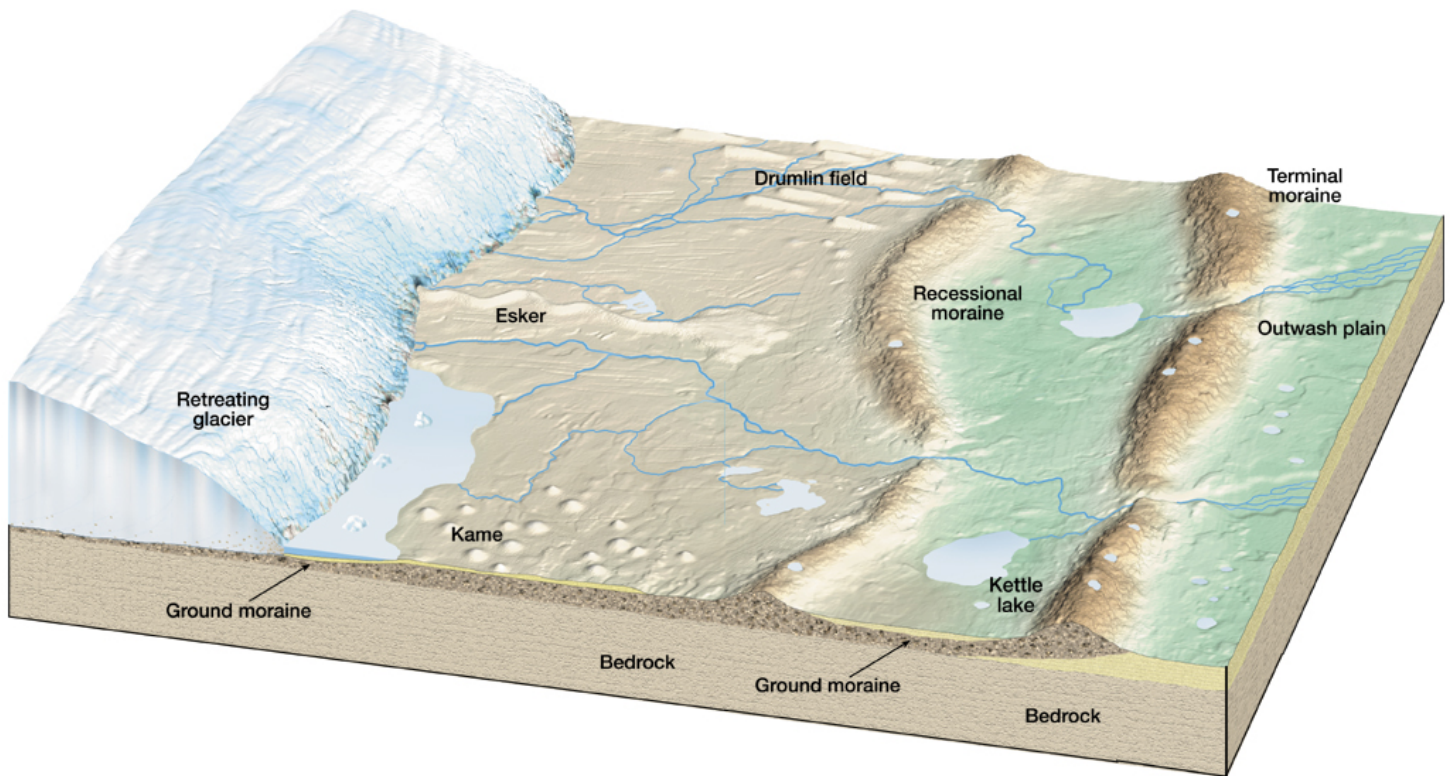 Drumlin field
Terminal
moraine
Recessional
moraine
Esker
Outwash plain
Retreating
glacier
Kame
Kettle
lake
Ground moraine
Bedrock
Ground moraine
Bedrock